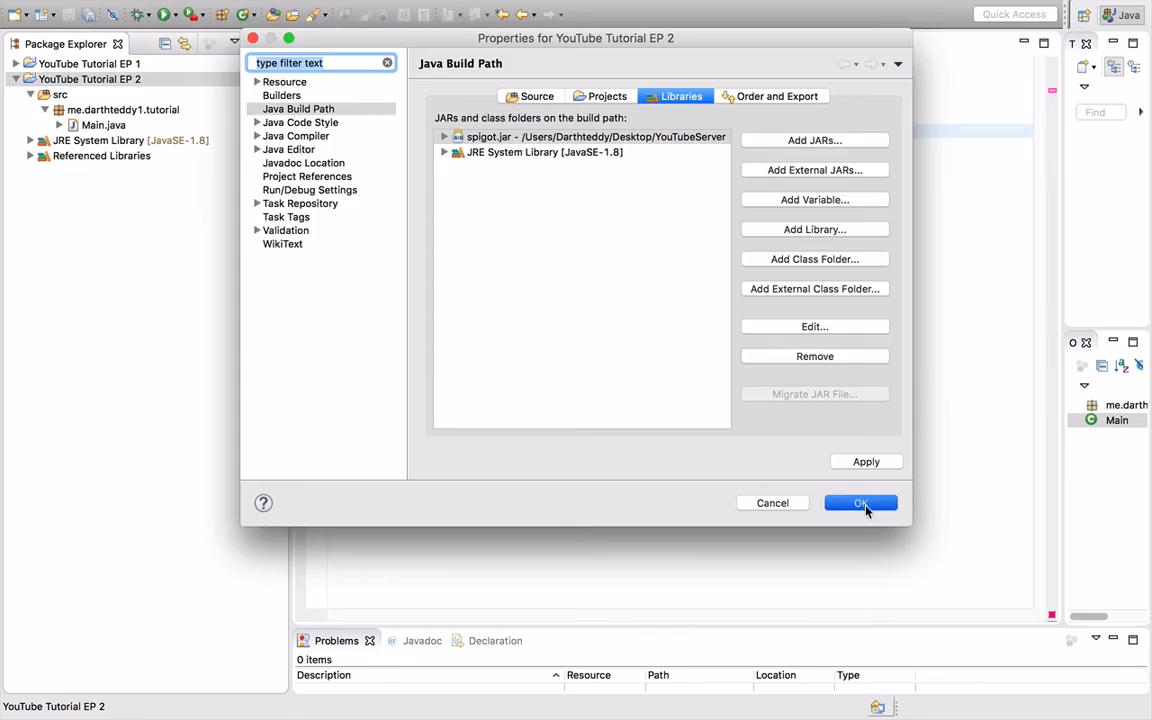 Quick Access
Java
Package Explorer
YouTube Tutorial EP 1
YouTube Tutorial EP 2
src
me.darthteddy1.tutorial
Main.java
JRE System Library [JavaSE-1.8]
Referenced Libraries
Properties for YouTube Tutorial EP 2
type filter text
Resource
Builders
Java Build Path
Java Code Style
Java Compiler
Java Editor
Javadoc Location
Project References
Run/Debug Settings
Task Repository
Task Tags
Validation
WikiText
Java Build Path
Source
Projects
Libraries
Order and Export
JARs and class folders on the build path:
spigot.jar - /Users/Darthteddy/Desktop/YouTubeServer
JRE System Library [JavaSE-1.8]
Add JARs...
Add External JARs...
Add Variable...
Add Library...
Add Class Folder...
Add External Class Folder...
Edit...
Remove
Migrate JAR File...
Apply
?
Cancel
OK
T
Find
O
me.darth
Main
Problems
@ Javadoc
Declaration
0 items
Description
Resource
Path
Location
Type
YouTube Tutorial EP 2